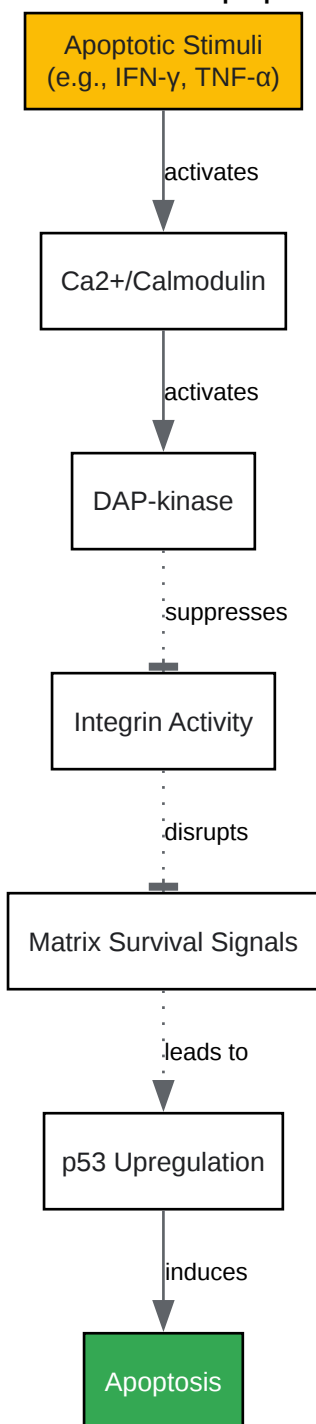 Apoptotic Stimuli
(e.g., IFN-γ, TNF-α)
activates
Ca2+/Calmodulin
activates
DAP-kinase
suppresses
Integrin Activity
disrupts
Matrix Survival Signals
leads to
p53 Upregulation
induces
Apoptosis